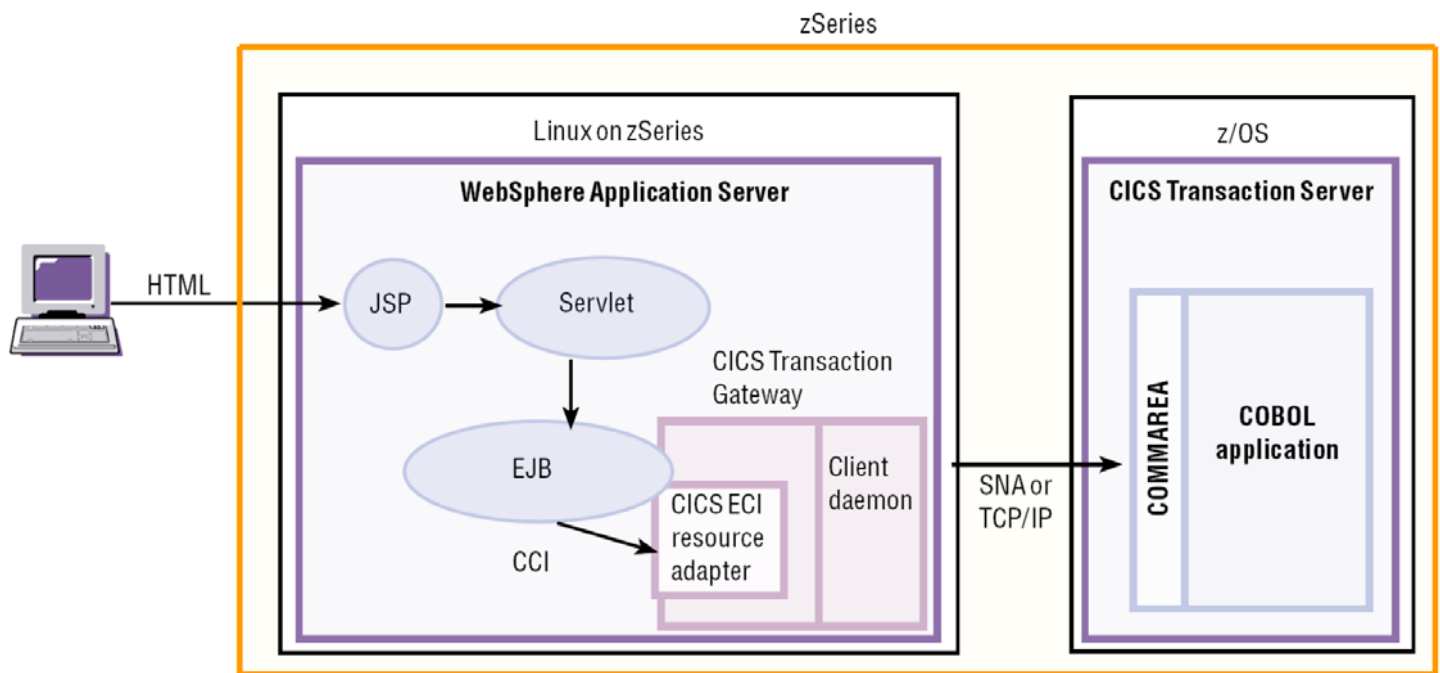 zSeries
Linux on zSeries
WebSphere Application Server
HTML
JSP
Servlet
CICS Transaction
Gateway
EJB
CCI
CICS ECI
resource
adapter
Client
daemon
SNA or
TCP/IP
z/OS
CICS Transaction Server
COMMAREA
COBOL
application